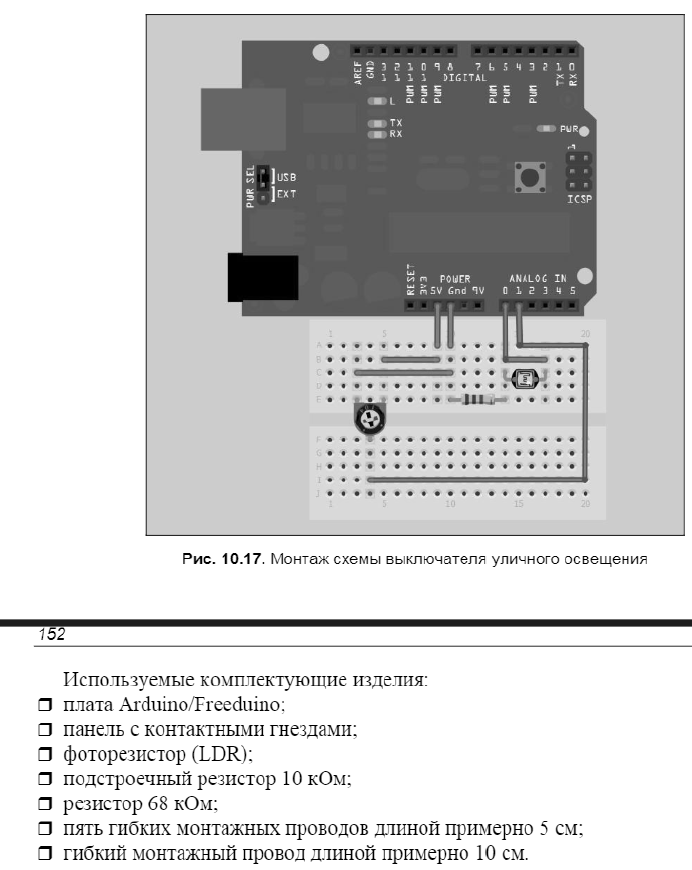 AREF
GND
13
12
11
10
9
8
7
6
5
4
3
2
1
0
PWM
PWM
PWM
DIGITAL
PWM
PWM
PWM
TX
RX
L
TX
RX
PWR
PWR SEL
USB
EXT
1
ICSP
RESET
3V3
5V
Gnd
9V
POWER
ANALOG IN
0 1 2 3 4 5
1 5 20
A
B
C
D
E
F
G
H
I
J
1 5 10 15 20
Рис. 10.17. Монтаж схемы выключателя уличного освещения
152
Используемые комплектующие изделия:
❒ плата Arduino/Freeduino;
❒ панель с контактными гнездами;
❒ фоторезистор (LDR);
❒ подстроечный резистор 10 кОм;
❒ резистор 68 кОм;
❒ пять гибких монтажных проводов длиной примерно 5 см;
❒ гибкий монтажный провод длиной примерно 10 см.